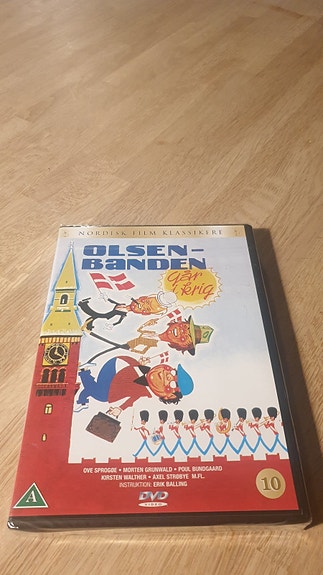 NORDISK FILM KLASSIKERE
OLSEN-
BANDEN
går
i krig
OVE SPROGØE • MORTEN GRUNWALD • POUL BUNDGAARD
KIRSTEN WALTHER • AXEL STRØBYE M.FL.
INSTRUKTION: ERIK BALLING
A
DVD
VIDEO
10